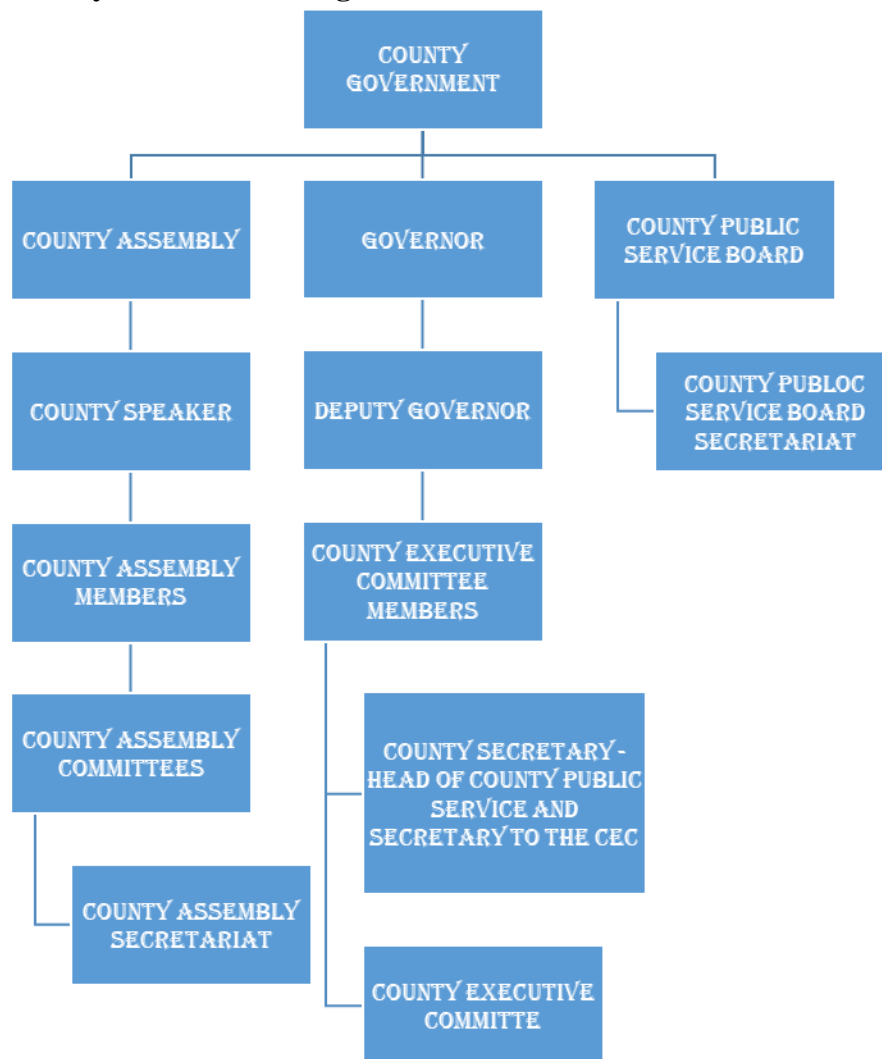 COUNTY
GOVERNMENT
COUNTY ASSEMBLY
GOVERNOR
COUNTY PUBLIC
SERVICE BOARD
COUNTY SPEAKER
DEPUTY GOVERNOR
COUNTY PUBLOC
SERVICE BOARD
SECRETARIAT
COUNTY ASSEMBLY
MEMBERS
COUNTY EXECUTIVE
COMMITTEE
MEMBERS
COUNTY ASSEMBLY
COMMITTEES
COUNTY SECRETARY -
HEAD OF COUNTY PUBLIC
SERVICE AND
SECRETARY TO THE CEC
COUNTY ASSEMBLY
SECRETARIAT
COUNTY EXECUTIVE
COMMITTE